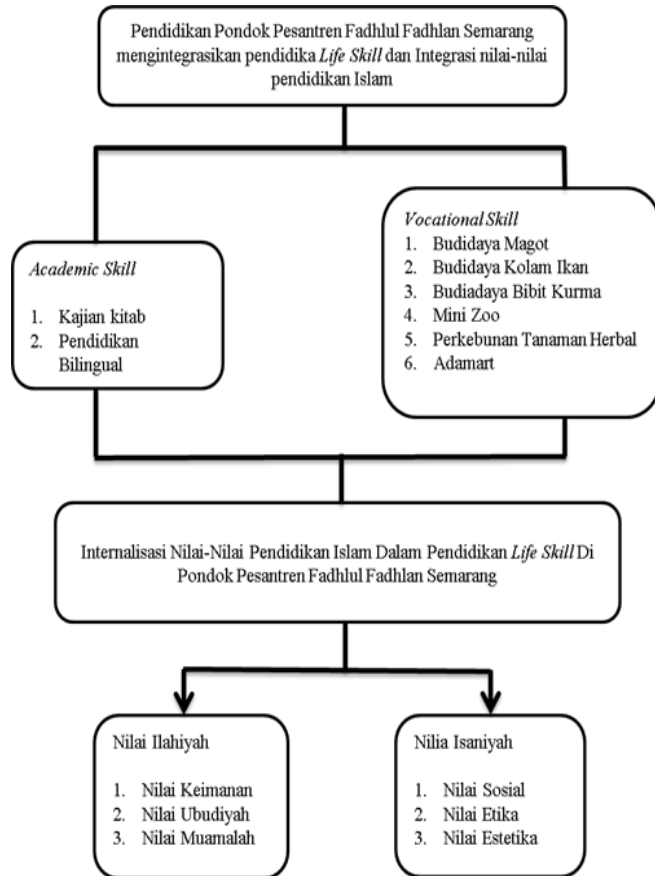 Pendidikan Pondok Pesantren Fadhlul Fadhlan Semarang
mengintegrasikan pendidika Life Skill dan Integrasi nilai-nilai
pendidikan Islam
Academic Skill
1. Kajian kitab
2. Pendidikan
Bilingual
Vocational Skill
1. Budidaya Magot
2. Budidaya Kolam Ikan
3. Budiadaya Bibit Kurma
4. Mini Zoo
5. Perkebunan Tanaman Herbal
6. Adamart
Internalisasi Nilai-Nilai Pendidikan Islam Dalam Pendidikan Life Skill Di
Pondok Pesantren Fadhlul Fadhlan Semarang
Nilai Ilahiyah
1. Nilai Keimanan
2. Nilai Ubudiyah
3. Nilai Muamalah
Nilia Isaniyah
1. Nilai Sosial
2. Nilai Etika
3. Nilai Estetika